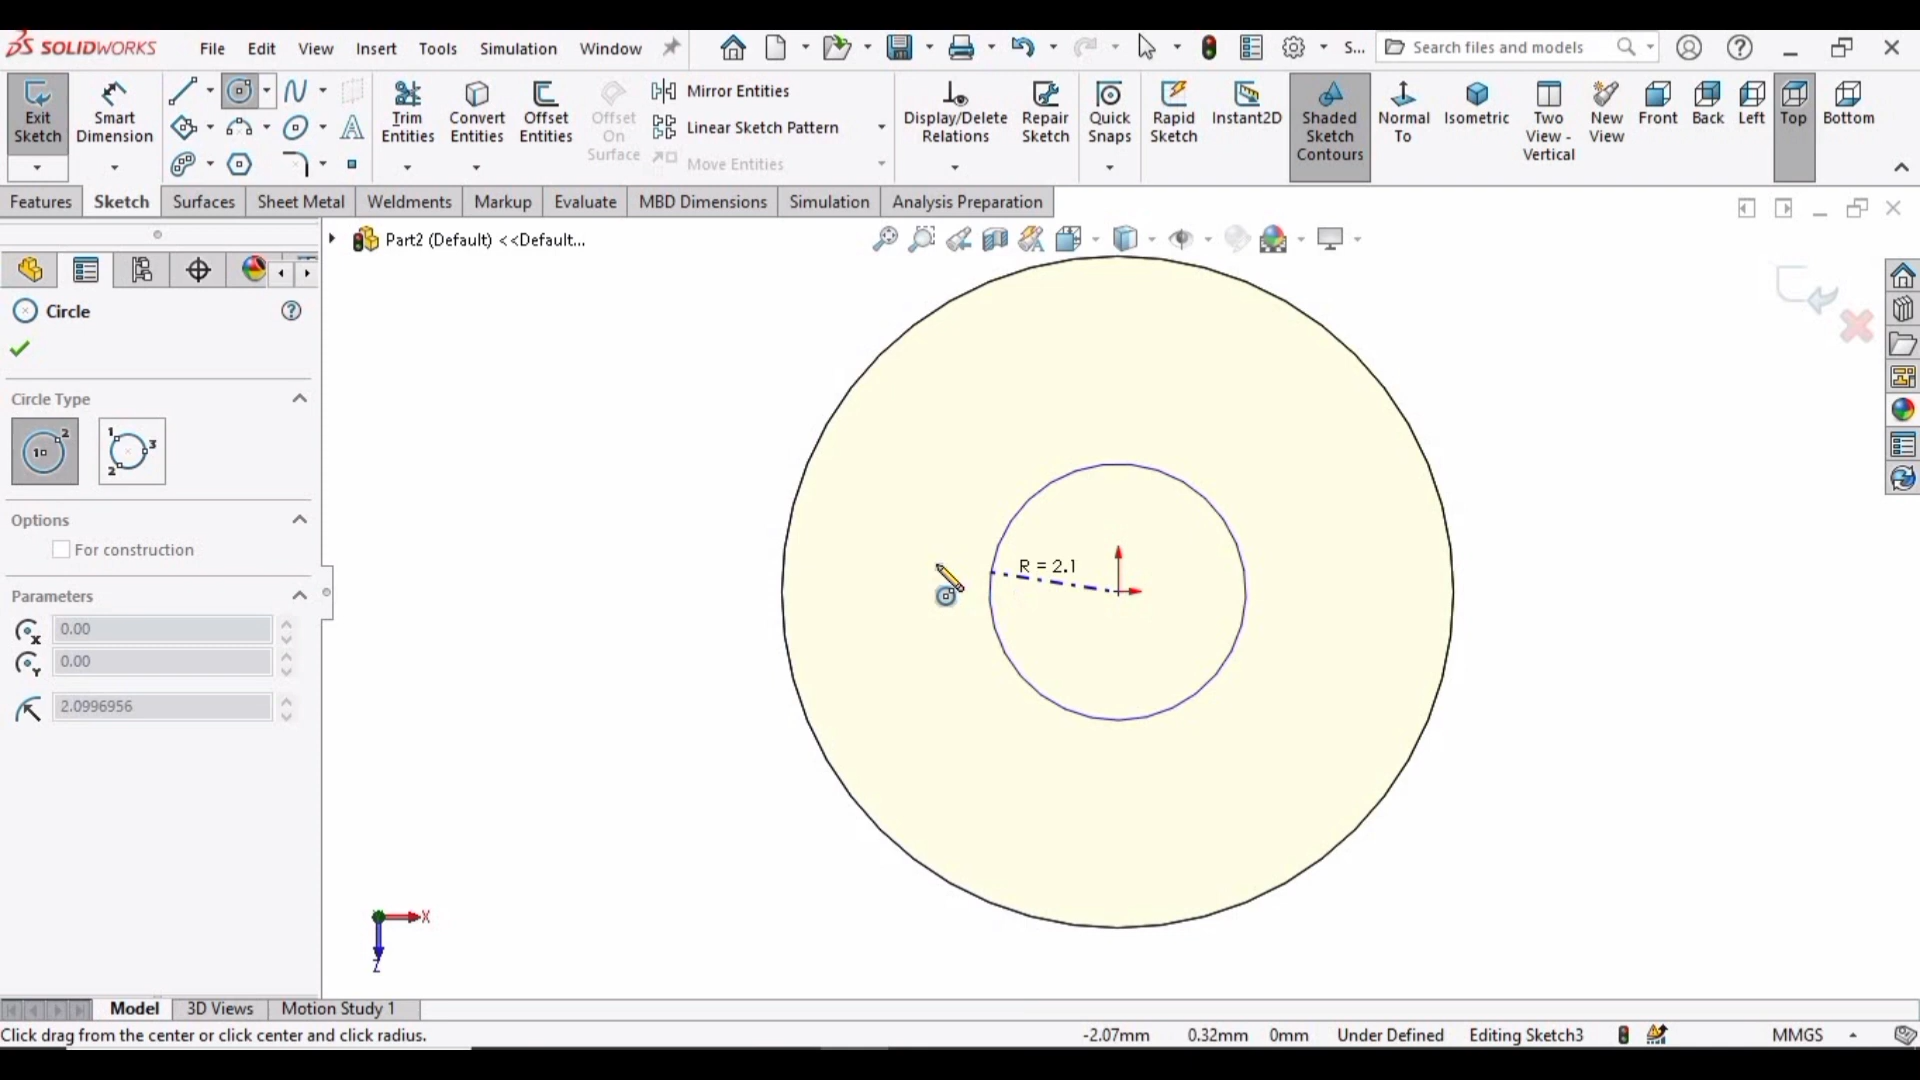 SOLIDWORKS File Edit View Insert Tools Simulation Window S... Search files and models
Exit Sketch
Smart Dimension
Trim Entities
Convert Entities
Offset Entities
Offset On Surface
Mirror Entities
Linear Sketch Pattern
Move Entities
Display/Delete Relations
Repair Sketch
Quick Snaps
Rapid Sketch
Instant2D
Shaded Sketch Contours
Normal To
Isometric
Two View - Vertical
New View
Front
Back
Left
Top
Bottom
Features Sketch Surfaces Sheet Metal Weldments Markup Evaluate MBD Dimensions Simulation Analysis Preparation
Part2 (Default) <<Default...
Circle
Circle Type
1 2
1 2 3
Options
For construction
Parameters
X 0.00
Y 0.00
2.0996956
R = 2.1
X
Z
Model 3D Views Motion Study 1
Click drag from the center or click center and click radius. -2.07mm 0.32mm 0mm Under Defined Editing Sketch3 MMGS